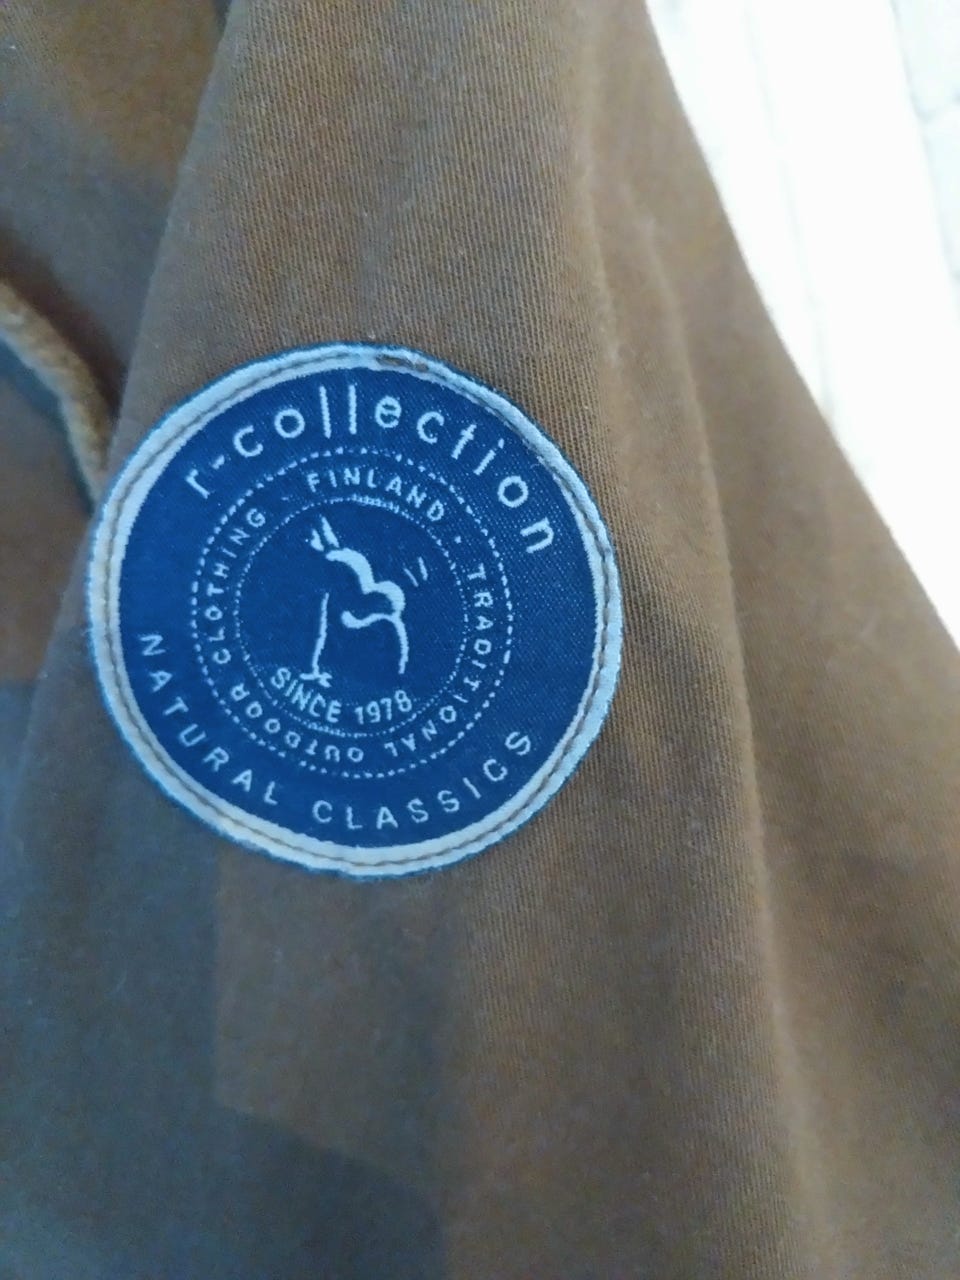 r-collection
FINLAND · TRADITIONAL OUTDOOR CLOTHING
SINCE 1978
NATURAL CLASSICS